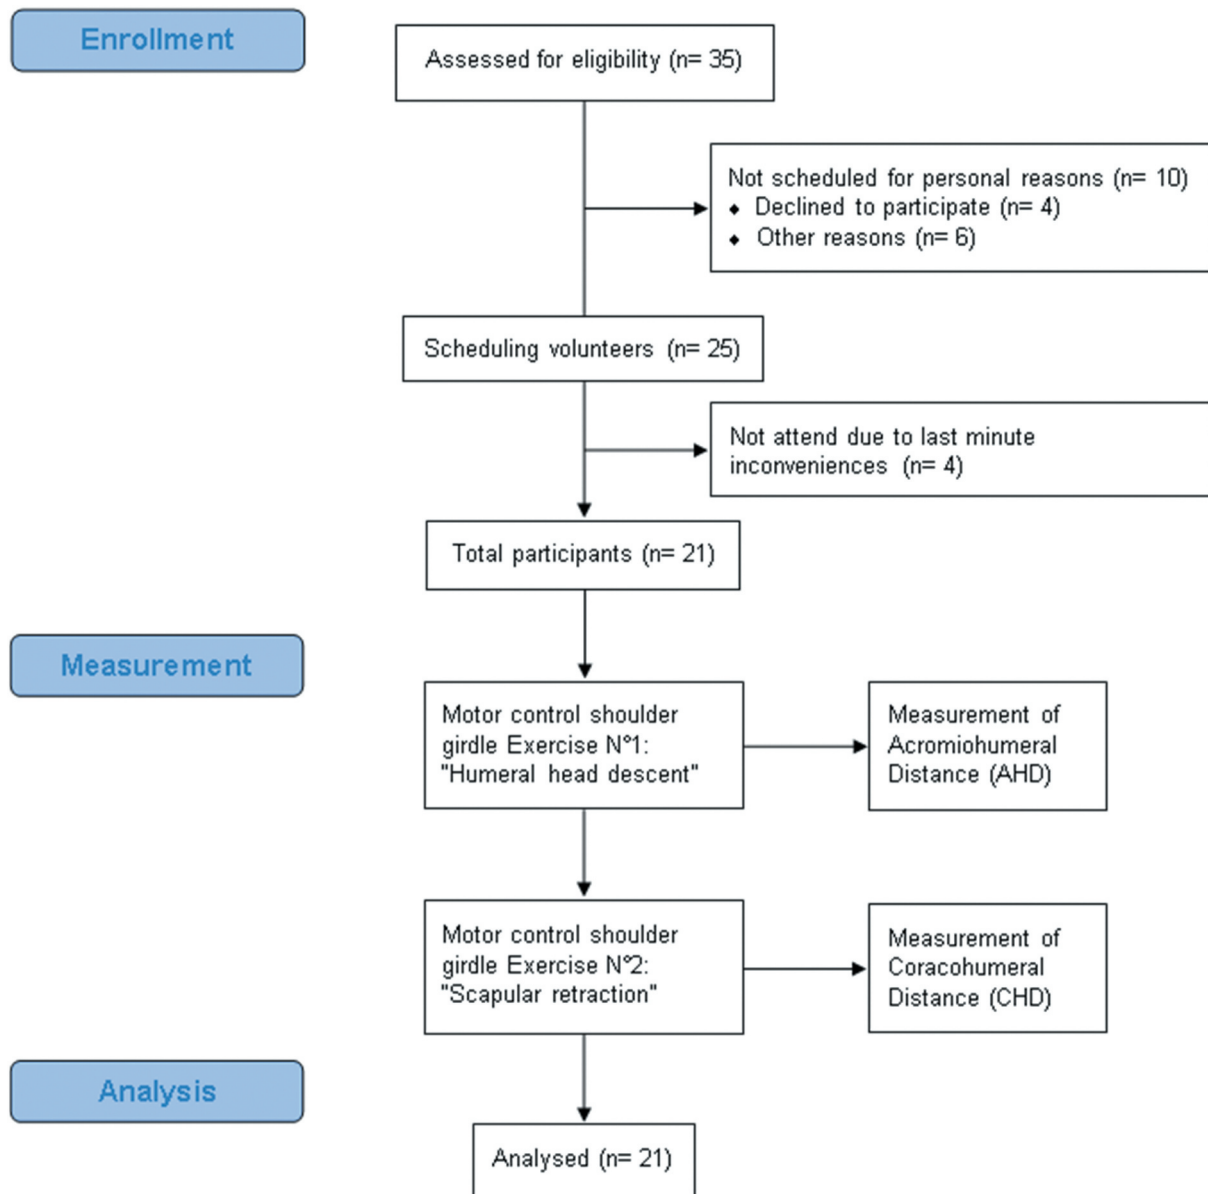 Enrollment
Assessed for eligibility (n= 35)
Not scheduled for personal reasons (n= 10)
♦ Declined to participate (n= 4)
♦ Other reasons (n= 6)
Scheduling volunteers (n= 25)
Not attend due to last minute
inconveniences (n= 4)
Total participants (n= 21)
Measurement
Motor control shoulder
girdle Exercise N°1:
"Humeral head descent"
Measurement of
Acromiohumeral
Distance (AHD)
Motor control shoulder
girdle Exercise N°2:
"Scapular retraction"
Measurement of
Coracohumeral
Distance (CHD)
Analysis
Analysed (n= 21)